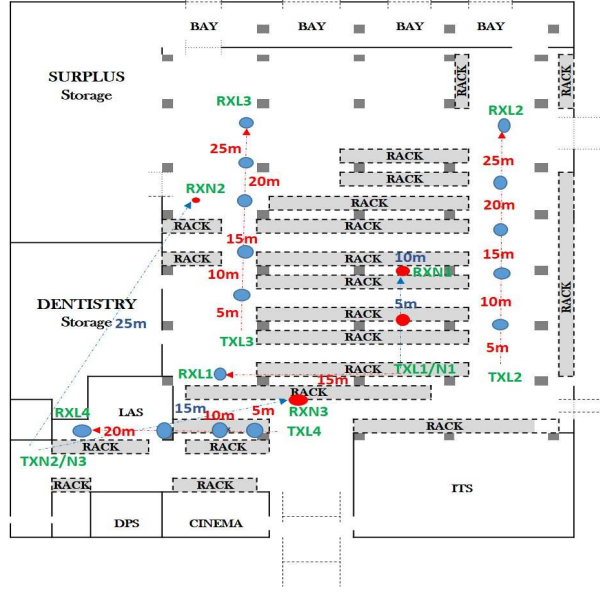 BAY
BAY
BAY
BAY
SURPLUS
Storage
RACK
RACK
RXL3
RXL2
25m
25m
RACK
RXN2
20m
RACK
RACK
20m
RACK
RACK
15m
15m
RACK
RACK
10m
RXN1
10m
RACK
RACK
DENTISTRY
Storage
25m
10m
5m
5m
RACK
5m
TXL3
RACK
5m
RXL1
RACK
TXL1/N1
TXL2
15m
RACK
RXL4
LAS
15m
10m
5m
RXN3
20m
TXL4
RACK
TXN2/N3
RACK
RACK
RACK
RACK
ITS
DPS
CINEMA